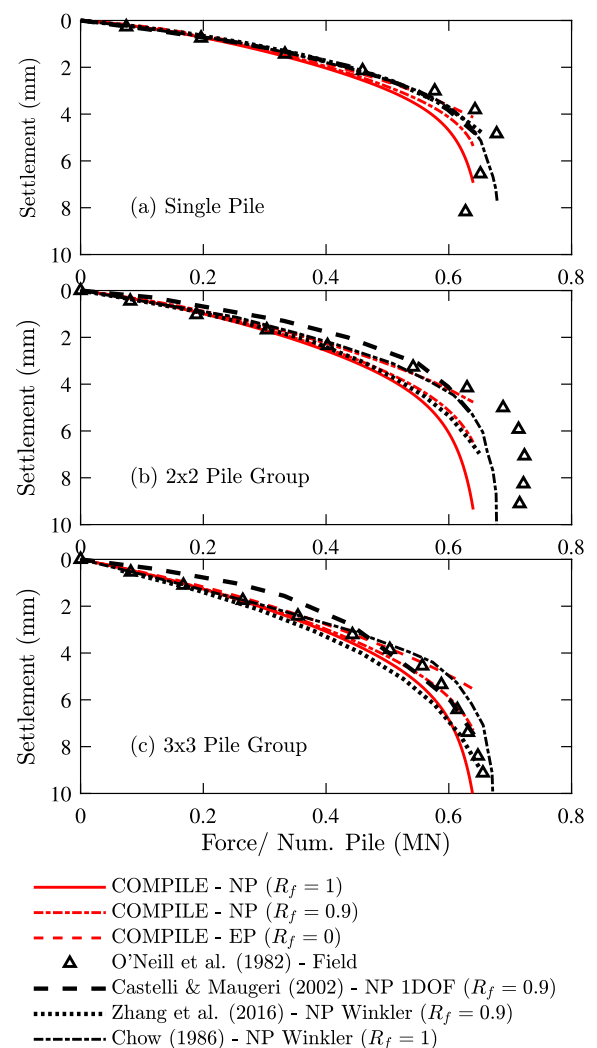 0
2
4
6
8
10
Settlement (mm)
(a) Single Pile
0 0.2 0.4 0.6 0.8
0
2
4
6
8
10
Settlement (mm)
(b) 2x2 Pile Group
0 0.2 0.4 0.6 0.8
0
2
4
6
8
10
Settlement (mm)
(c) 3x3 Pile Group
0 0.2 0.4 0.6 0.8
Force/ Num. Pile (MN)
COMPILE - NP (R_f = 1)
COMPILE - NP (R_f = 0.9)
COMPILE - EP (R_f = 0)
O'Neill et al. (1982) - Field
Castelli & Maugeri (2002) - NP 1DOF (R_f = 0.9)
Zhang et al. (2016) - NP Winkler (R_f = 0.9)
Chow (1986) - NP Winkler (R_f = 1)